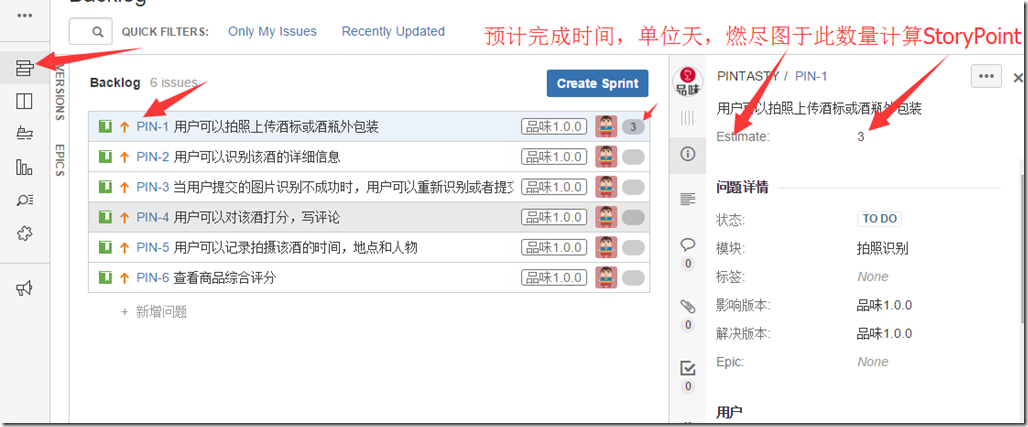 Backlog
QUICK FILTERS:
Only My Issues
Recently Updated
预计完成时间，单位天，燃尽图于此数量计算StoryPoint
VERSIONS
EPICS
Backlog 6 issues
Create Sprint
PIN-1 用户可以拍照上传酒标或酒瓶外包装 品味1.0.0 3
PIN-2 用户可以识别该酒的详细信息 品味1.0.0
PIN-3 当用户提交的图片识别不成功时，用户可以重新识别或者提交 品味1.0.0
PIN-4 用户可以对该酒打分，写评论 品味1.0.0
PIN-5 用户可以记录拍摄该酒的时间，地点和人物 品味1.0.0
PIN-6 查看商品综合评分 品味1.0.0
+ 新增问题
品味
PINTASTY / PIN-1
用户可以拍照上传酒标或酒瓶外包装
Estimate: 3
问题详情
状态: TO DO
模块: 拍照识别
标签: None
影响版本: 品味1.0.0
解决版本: 品味1.0.0
Epic: None
用户
0
0
0